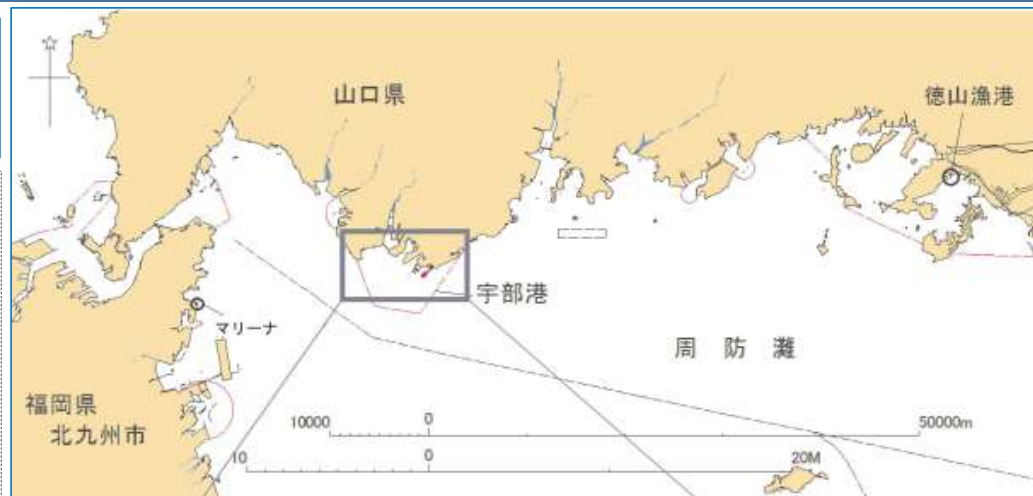 山口県
徳山漁港
宇部港
マリーナ
周防灘
福岡県
北九州市
10000 0 50000m
10 0 20M